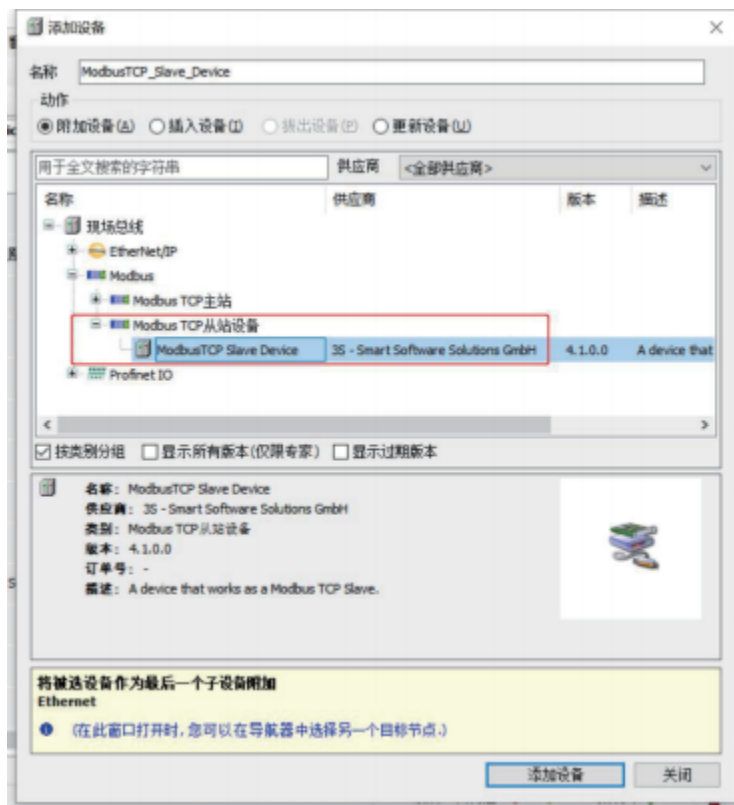 添加设备
名称 ModbusTCP_Slave_Device
动作
附加设备(A) 插入设备(I) 拔出设备(P) 更新设备(U)
用于全文搜索的字符串 供应商 <全部供应商>
名称 供应商 版本 描述
现场总线
EtherNet/IP
Modbus
Modbus TCP主站
Modbus TCP从站设备
ModbusTCP Slave Device 3S - Smart Software Solutions GmbH 4.1.0.0 A device that
Profinet IO
按类别分组 显示所有版本(仅限专家) 显示过期版本
名称: ModbusTCP Slave Device
供应商: 3S - Smart Software Solutions GmbH
类别: Modbus TCP从站设备
版本: 4.1.0.0
订单号: -
描述: A device that works as a Modbus TCP Slave.
将被选设备作为最后一个子设备附加
Ethernet
(在此窗口打开时,您可以在导航器中选择另一个目标节点.)
添加设备 关闭